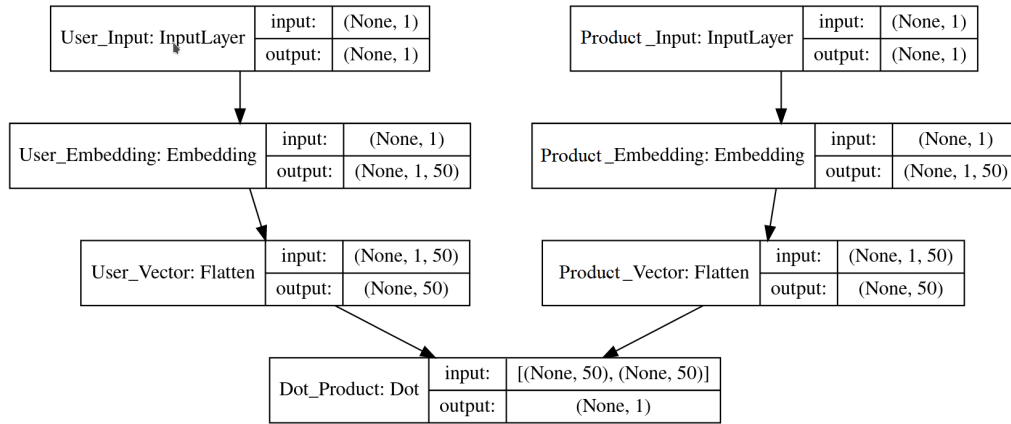 User_Input: InputLayer
input: (None, 1)
output: (None, 1)
Product _Input: InputLayer
input: (None, 1)
output: (None, 1)
User_Embedding: Embedding
input: (None, 1)
output: (None, 1, 50)
Product _Embedding: Embedding
input: (None, 1)
output: (None, 1, 50)
User_Vector: Flatten
input: (None, 1, 50)
output: (None, 50)
Product _Vector: Flatten
input: (None, 1, 50)
output: (None, 50)
Dot_Product: Dot
input: [(None, 50), (None, 50)]
output: (None, 1)